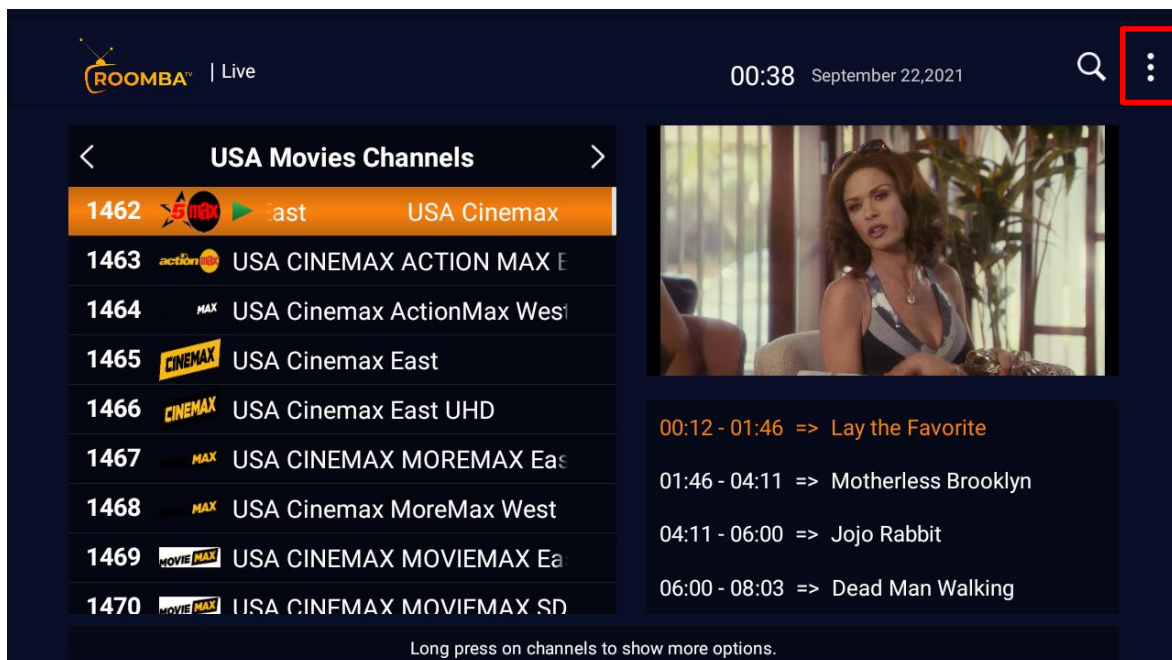 ROOMBA TV | Live
00:38 September 22,2021
USA Movies Channels
1462 5 max East USA Cinemax
1463 action max USA CINEMAX ACTION MAX E
1464 MAX USA Cinemax ActionMax West
1465 CINEMAX USA Cinemax East
1466 CINEMAX USA Cinemax East UHD
1467 MAX USA CINEMAX MOREMAX Eas
1468 MAX USA Cinemax MoreMax West
1469 MOVIE MAX USA CINEMAX MOVIEMAX Ea
1470 MOVIE MAX USA CINEMAX MOVIEMAX SD
00:12 - 01:46 => Lay the Favorite
01:46 - 04:11 => Motherless Brooklyn
04:11 - 06:00 => Jojo Rabbit
06:00 - 08:03 => Dead Man Walking
Long press on channels to show more options.